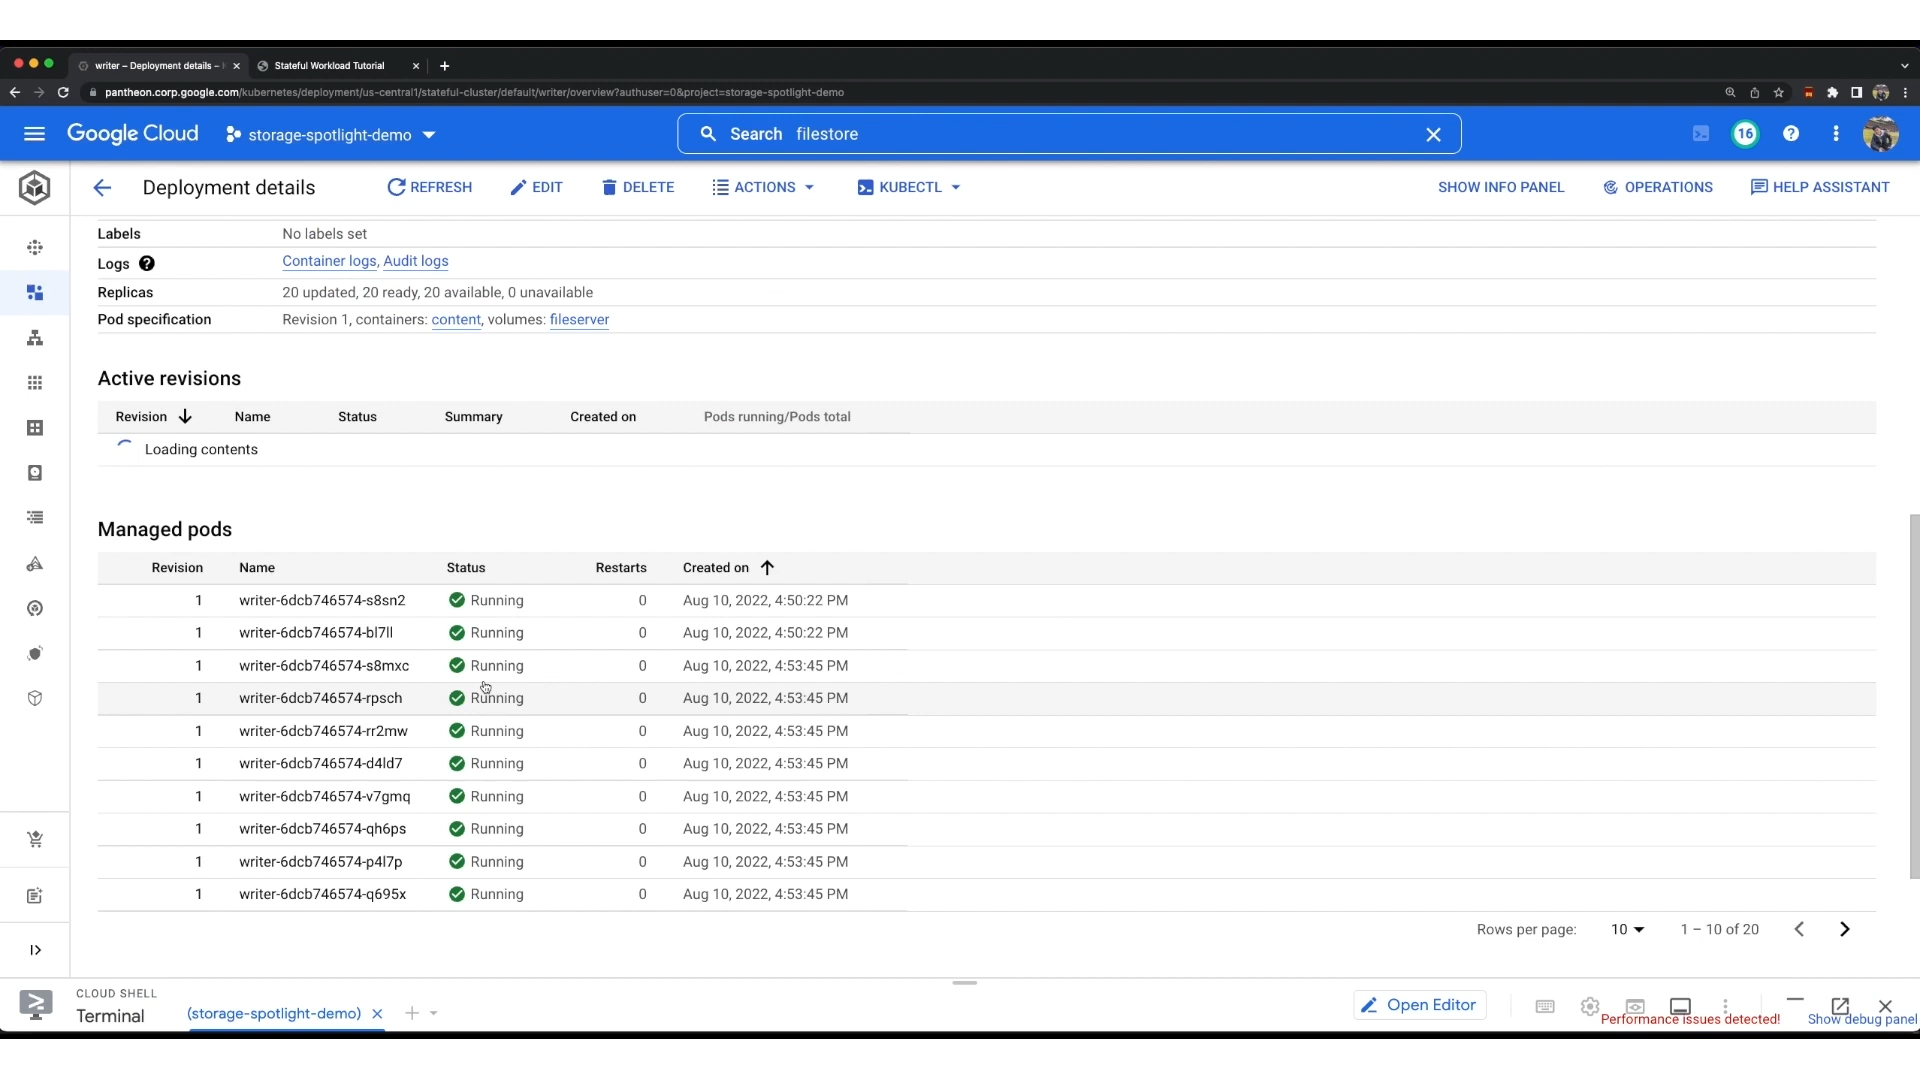 writer – Deployment details –
Stateful Workload Tutorial
pantheon.corp.google.com/kubernetes/deployment/us-central1/stateful-cluster/default/writer/overview?authuser=0&project=storage-spotlight-demo
Google Cloud storage-spotlight-demo Search filestore 16
Deployment details REFRESH EDIT DELETE ACTIONS KUBECTL SHOW INFO PANEL OPERATIONS HELP ASSISTANT
Labels No labels set
Logs Container logs, Audit logs
Replicas 20 updated, 20 ready, 20 available, 0 unavailable
Pod specification Revision 1, containers: content, volumes: fileserver
Active revisions
Revision Name Status Summary Created on Pods running/Pods total
Loading contents
Managed pods
Revision Name Status Restarts Created on
1 writer-6dcb746574-s8sn2 Running 0 Aug 10, 2022, 4:50:22 PM
1 writer-6dcb746574-bl7ll Running 0 Aug 10, 2022, 4:50:22 PM
1 writer-6dcb746574-s8mxc Running 0 Aug 10, 2022, 4:53:45 PM
1 writer-6dcb746574-rpsch Running 0 Aug 10, 2022, 4:53:45 PM
1 writer-6dcb746574-rr2mw Running 0 Aug 10, 2022, 4:53:45 PM
1 writer-6dcb746574-d4ld7 Running 0 Aug 10, 2022, 4:53:45 PM
1 writer-6dcb746574-v7gmq Running 0 Aug 10, 2022, 4:53:45 PM
1 writer-6dcb746574-qh6ps Running 0 Aug 10, 2022, 4:53:45 PM
1 writer-6dcb746574-p4l7p Running 0 Aug 10, 2022, 4:53:45 PM
1 writer-6dcb746574-q695x Running 0 Aug 10, 2022, 4:53:45 PM
Rows per page: 10 1 – 10 of 20
CLOUD SHELL
Terminal (storage-spotlight-demo) Open Editor
Performance issues detected! Show debug panel